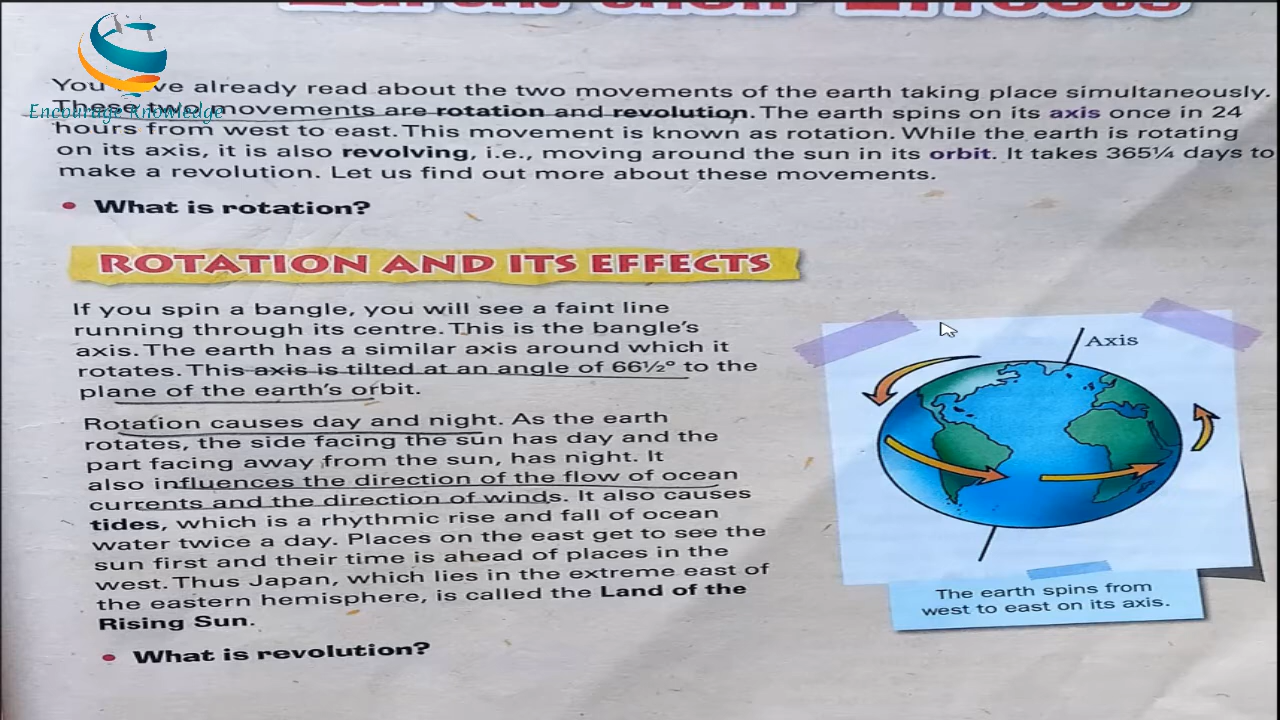 Effects
Encourage Knowledge
You have already read about the two movements of the earth taking place simultaneously.
These two movements are rotation and revolution. The earth spins on its axis once in 24
hours from west to east. This movement is known as rotation. While the earth is rotating
on its axis, it is also revolving, i.e., moving around the sun in its orbit. It takes 365¼ days to
make a revolution. Let us find out more about these movements.
• What is rotation?
ROTATION AND ITS EFFECTS
If you spin a bangle, you will see a faint line
running through its centre. This is the bangle's
axis. The earth has a similar axis around which it
rotates. This axis is tilted at an angle of 66½° to the
plane of the earth's orbit.
Rotation causes day and night. As the earth
rotates, the side facing the sun has day and the
part facing away from the sun, has night. It
also influences the direction of the flow of ocean
currents and the direction of winds. It also causes
tides, which is a rhythmic rise and fall of ocean
water twice a day. Places on the east get to see the
sun first and their time is ahead of places in the
west. Thus Japan, which lies in the extreme east of
the eastern hemisphere, is called the Land of the
Rising Sun.
• What is revolution?
Axis
The earth spins from
west to east on its axis.